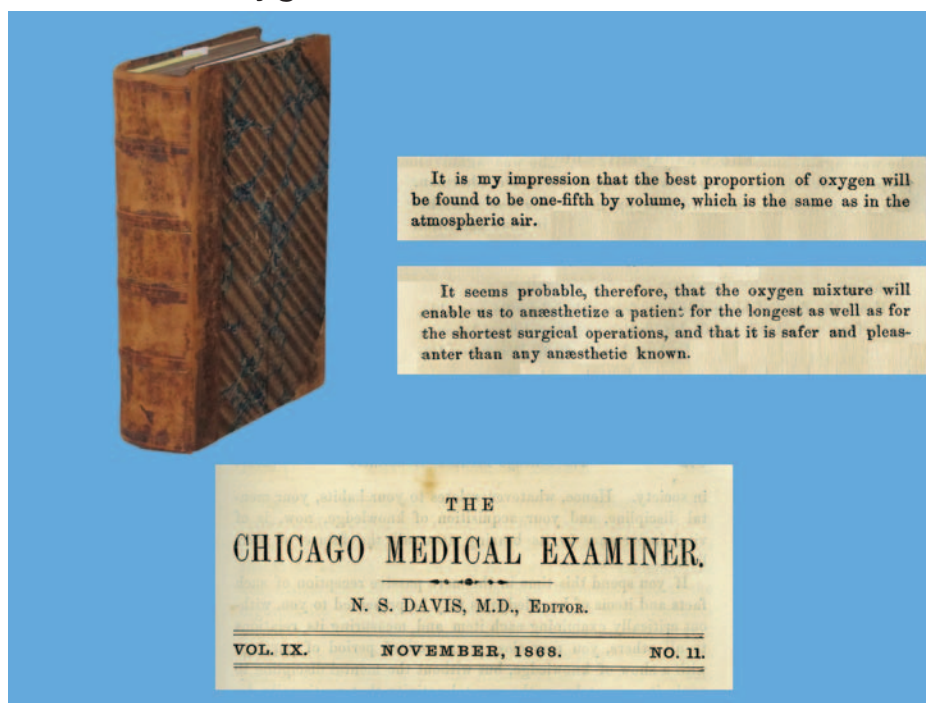 It is my impression that the best proportion of oxygen will
be found to be one-fifth by volume, which is the same as in the
atmospheric air.
It seems probable, therefore, that the oxygen mixture will
enable us to anæsthetize a patient for the longest as well as for
the shortest surgical operations, and that it is safer and pleas-
anter than any anæsthetic known.
THE
CHICAGO MEDICAL EXAMINER.
N. S. DAVIS, M.D., EDITOR.
VOL. IX. NOVEMBER, 1868. NO. 11.